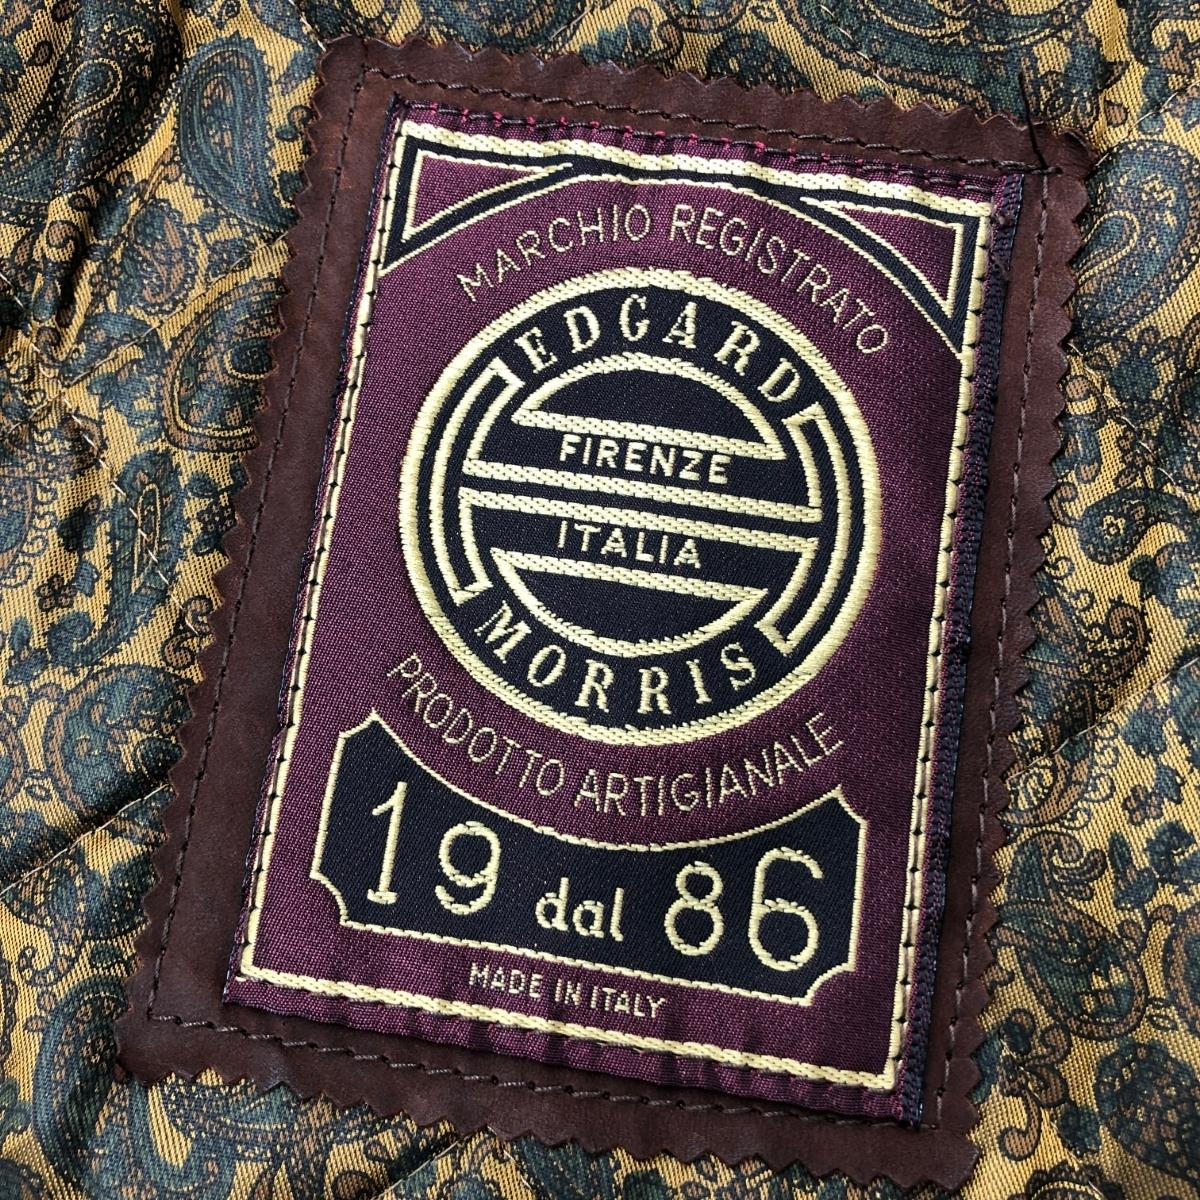 MARCHIO REGISTRATO
EDGARD
FIRENZE
ITALIA
MORRIS
PRODOTTO ARTIGIANALE
19 dal 86
MADE IN ITALY